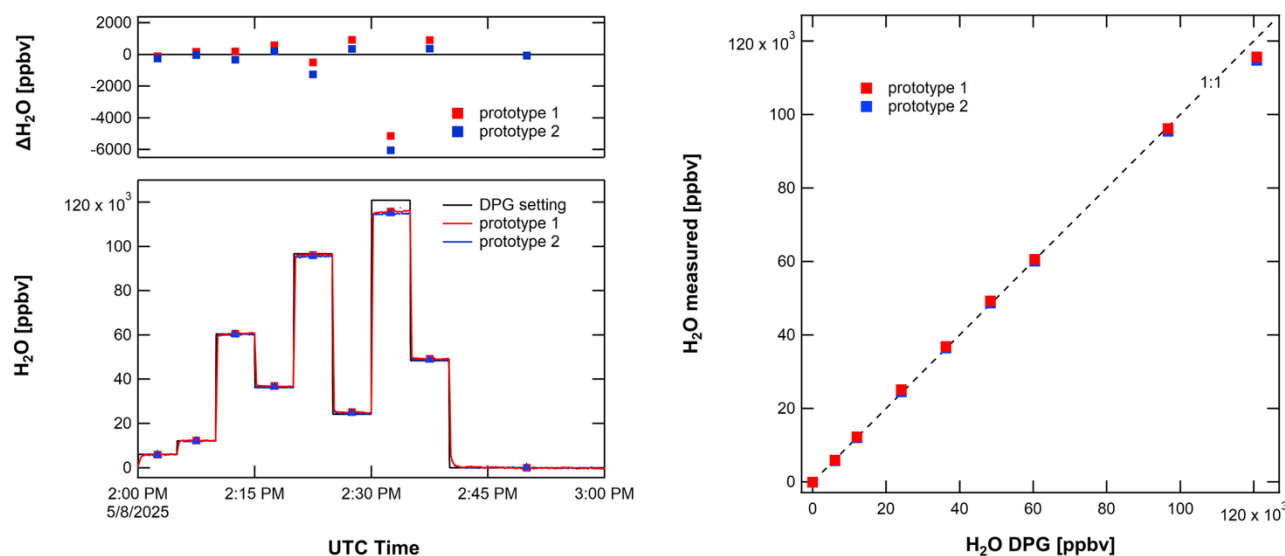 2000
0
-2000
-4000
-6000
ΔH₂O [ppbv]
prototype 1
prototype 2
120 x 10³
100
80
60
40
20
0
H₂O [ppbv]
DPG setting
prototype 1
prototype 2
2:00 PM
5/8/2025
2:15 PM
2:30 PM
2:45 PM
3:00 PM
UTC Time
120 x 10³
100
80
60
40
20
0
H₂O measured [ppbv]
prototype 1
prototype 2
1:1
0
20
40
60
80
100
120 x 10³
H₂O DPG [ppbv]